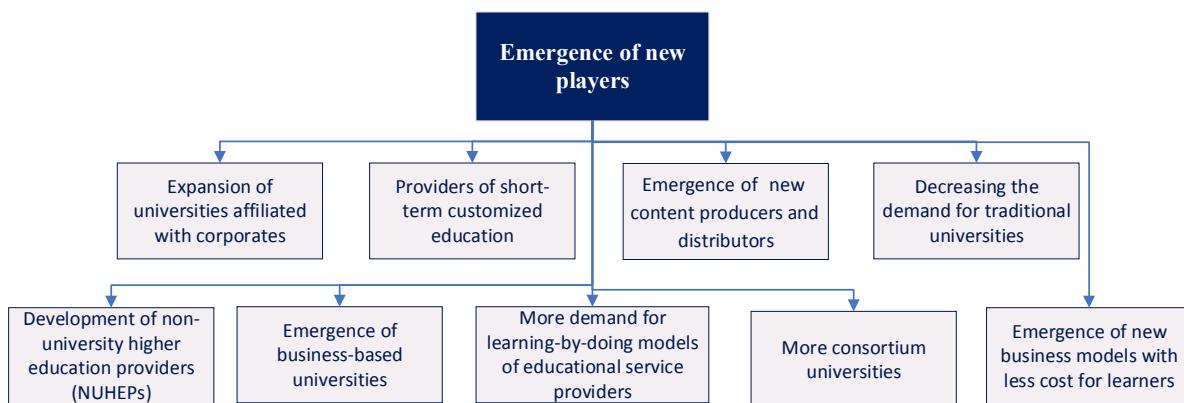 Emergence of new
players
Expansion of
universities affiliated
with corporates
Providers of short-
term customized
education
Emergence of new
content producers and
distributors
Decreasing the
demand for traditional
universities
Development of non-
university higher
education providers
(NUHEPs)
Emergence of
business-based
universities
More demand for
learning-by-doing models
of educational service
providers
More consortium
universities
Emergence of new
business models with
less cost for learners